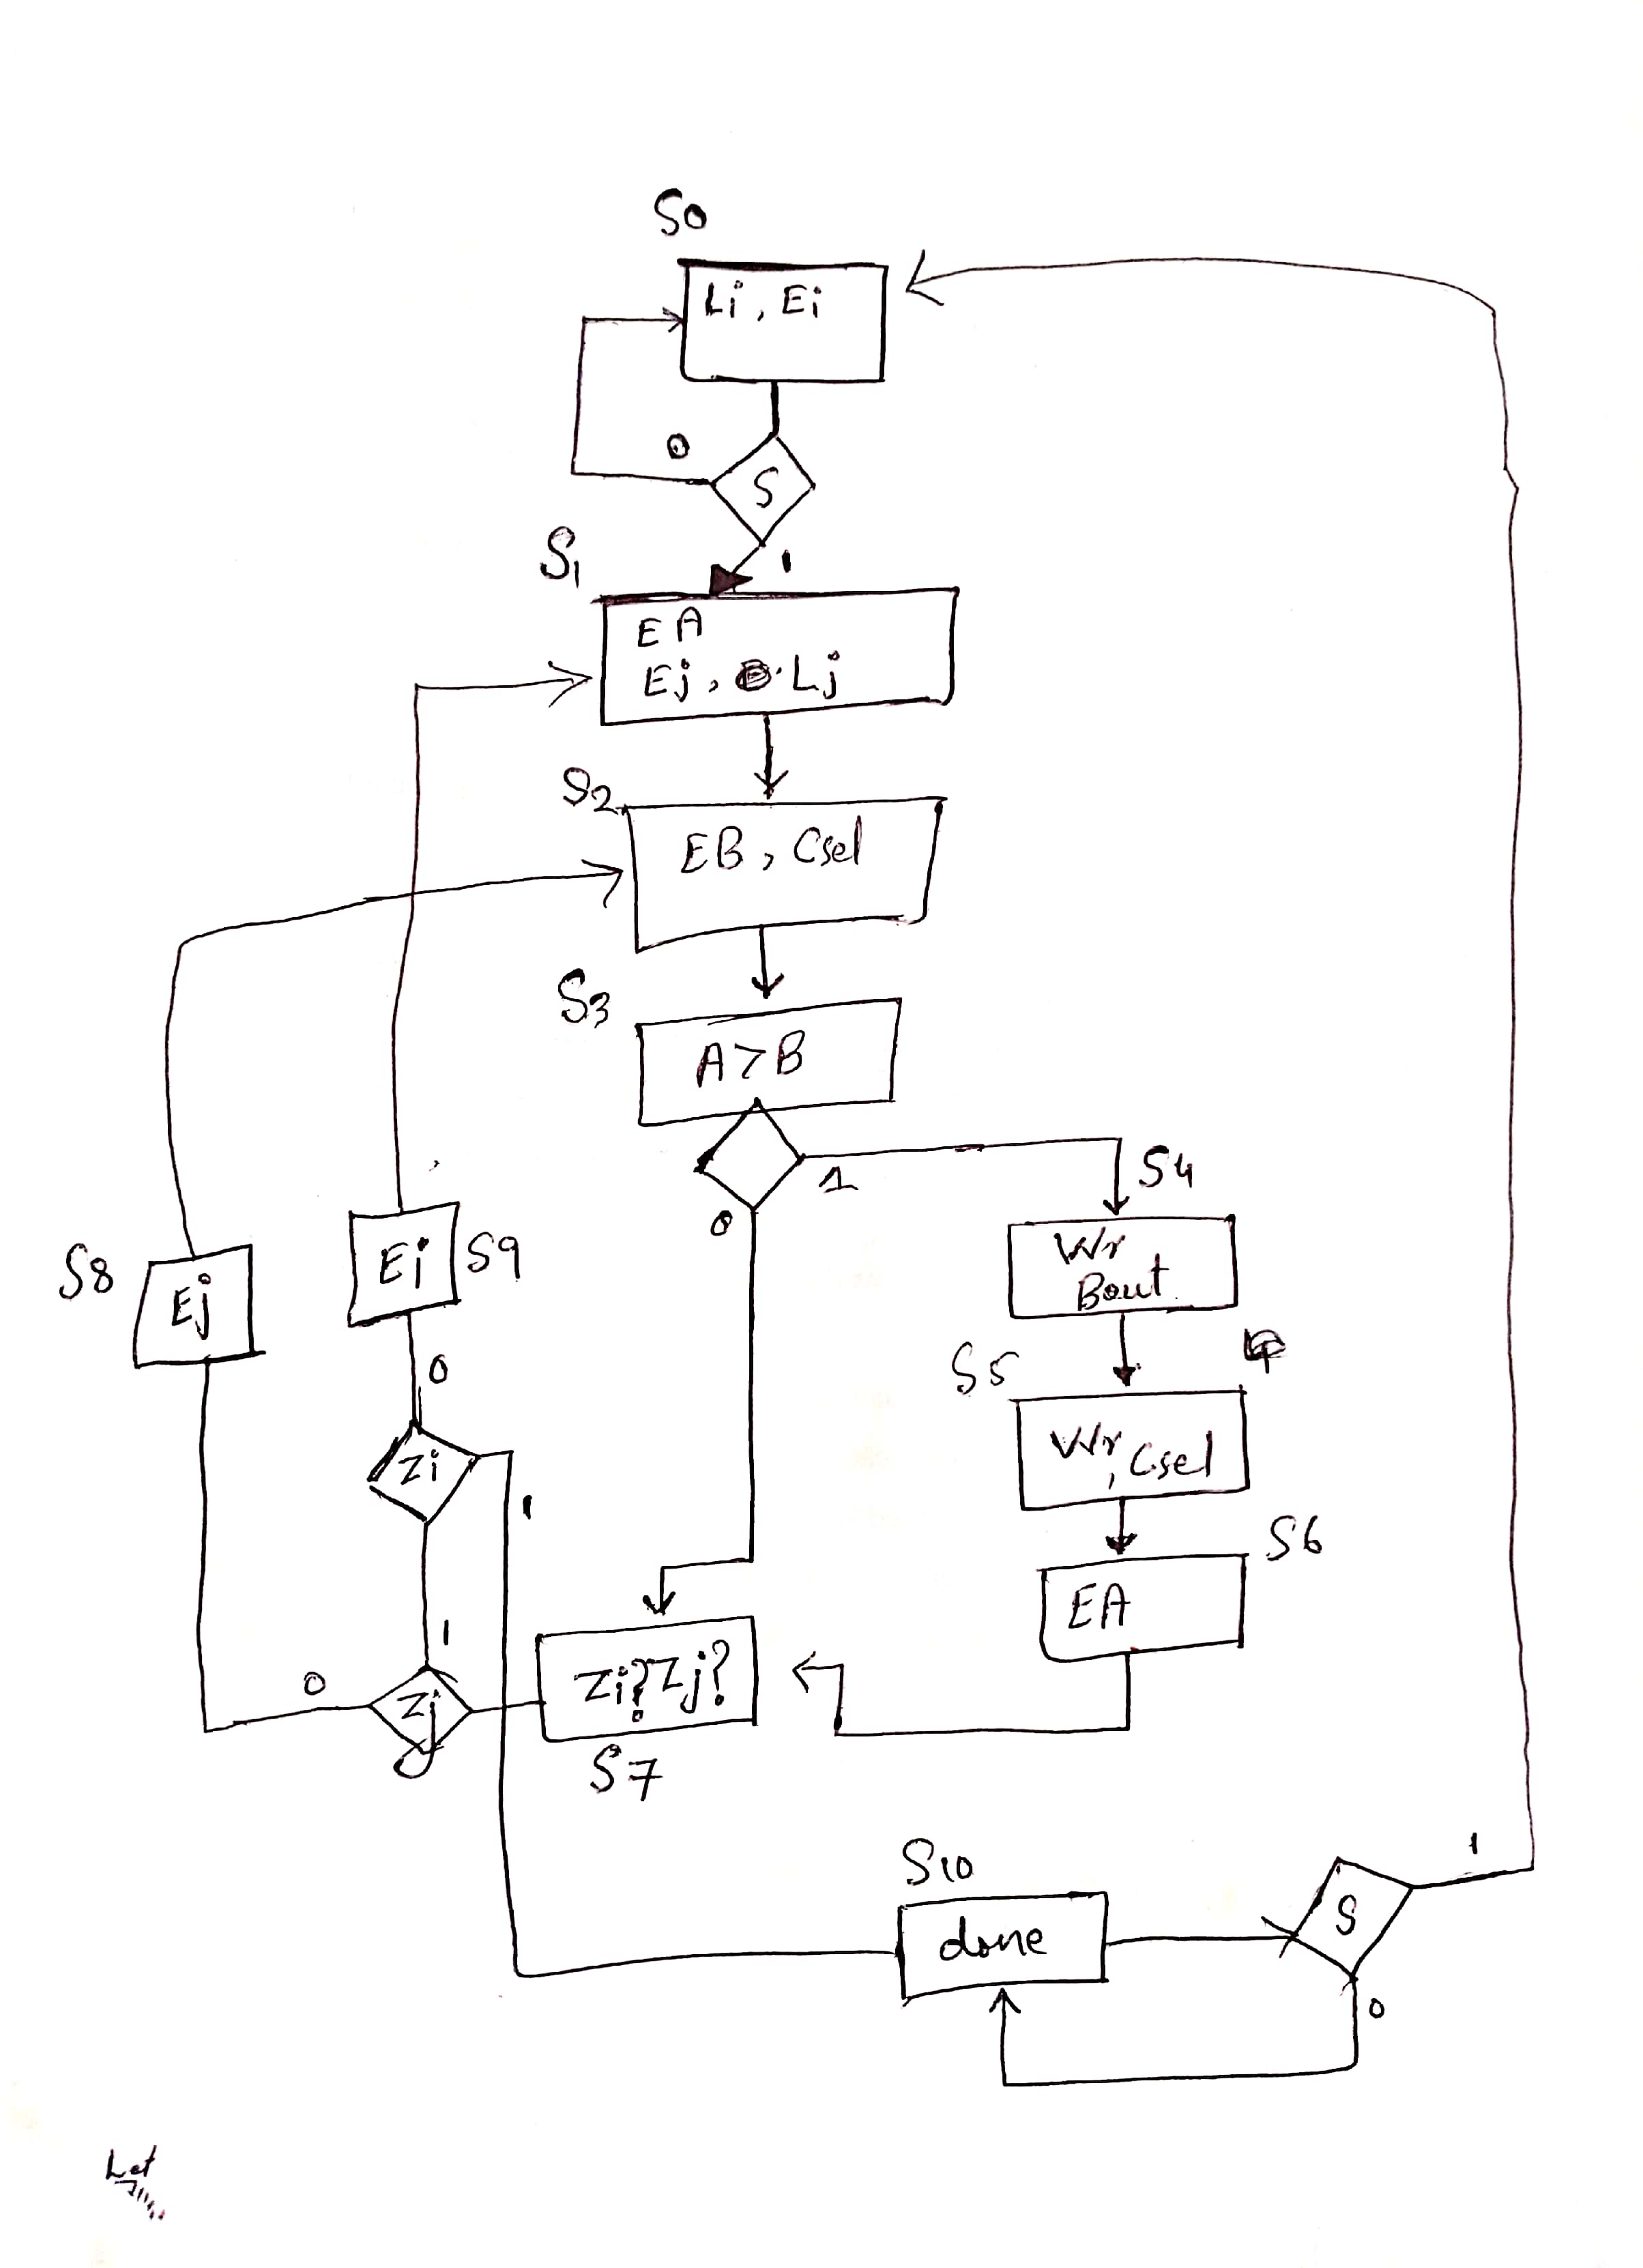 S0
Li, Ei
0
S
1
S1
EA
Ej, Lj
S2
EB, Csel
S3
A>B
1
0
S4
Wr
Bout
S5
Wr, Csel
S6
EA
S8
Ej
Ei
S9
0
Zi
1
1
0
Zj
Zi? Zj?
S7
S10
done
S
1
0
Let